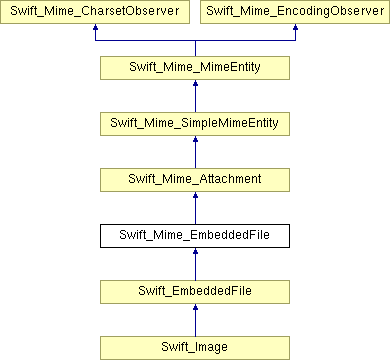 Swift_Mime_CharsetObserver
Swift_Mime_EncodingObserver
Swift_Mime_MimeEntity
Swift_Mime_SimpleMimeEntity
Swift_Mime_Attachment
Swift_Mime_EmbeddedFile
Swift_EmbeddedFile
Swift_Image